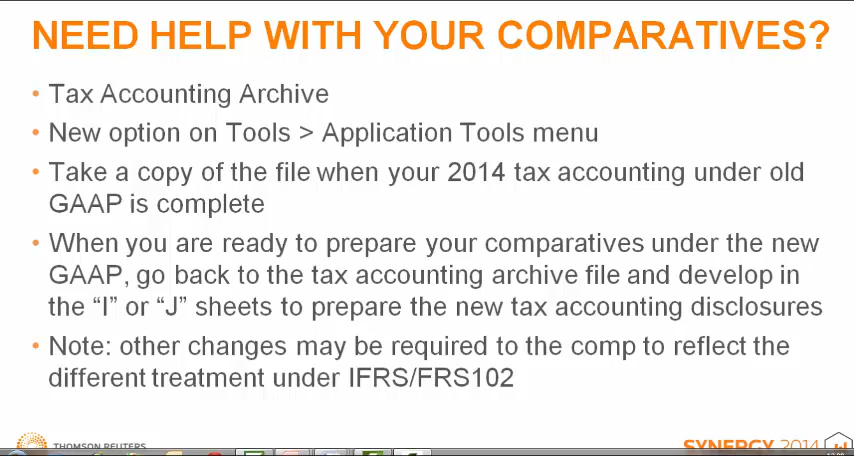 NEED HELP WITH YOUR COMPARATIVES?
• Tax Accounting Archive
• New option on Tools > Application Tools menu
• Take a copy of the file when your 2014 tax accounting under old
GAAP is complete
• When you are ready to prepare your comparatives under the new
GAAP, go back to the tax accounting archive file and develop in
the “I” or “J” sheets to prepare the new tax accounting disclosures
• Note: other changes may be required to the comp to reflect the
different treatment under IFRS/FRS102
THOMSON REUTERS
SYNERGY 2014